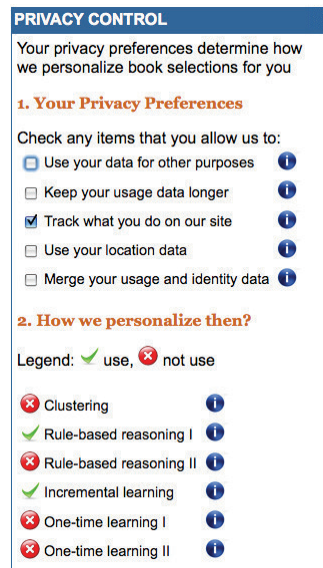 PRIVACY CONTROL
Your privacy preferences determine how
we personalize book selections for you
1. Your Privacy Preferences
Check any items that you allow us to:
Use your data for other purposes i
Keep your usage data longer i
Track what you do on our site i
Use your location data i
Merge your usage and identity data i
2. How we personalize then?
Legend: use, not use
Clustering i
Rule-based reasoning I i
Rule-based reasoning II i
Incremental learning i
One-time learning I i
One-time learning II i